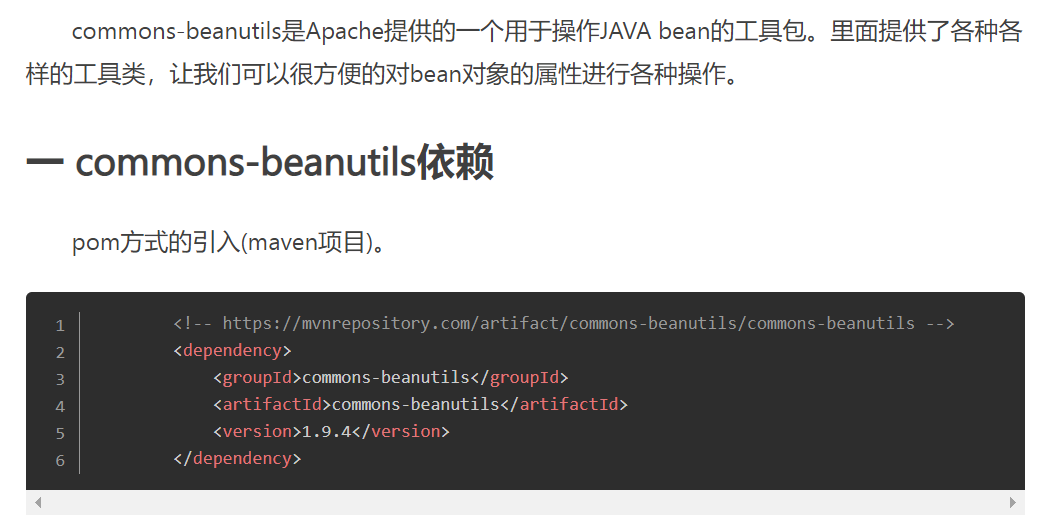 commons-beanutils是Apache提供的一个用于操作JAVA bean的工具包。里面提供了各种各
样的工具类，让我们可以很方便的对bean对象的属性进行各种操作。
一 commons-beanutils依赖
pom方式的引入(maven项目)。
1 <!-- https://mvnrepository.com/artifact/commons-beanutils/commons-beanutils -->
2 <dependency>
3 <groupId>commons-beanutils</groupId>
4 <artifactId>commons-beanutils</artifactId>
5 <version>1.9.4</version>
6 </dependency>